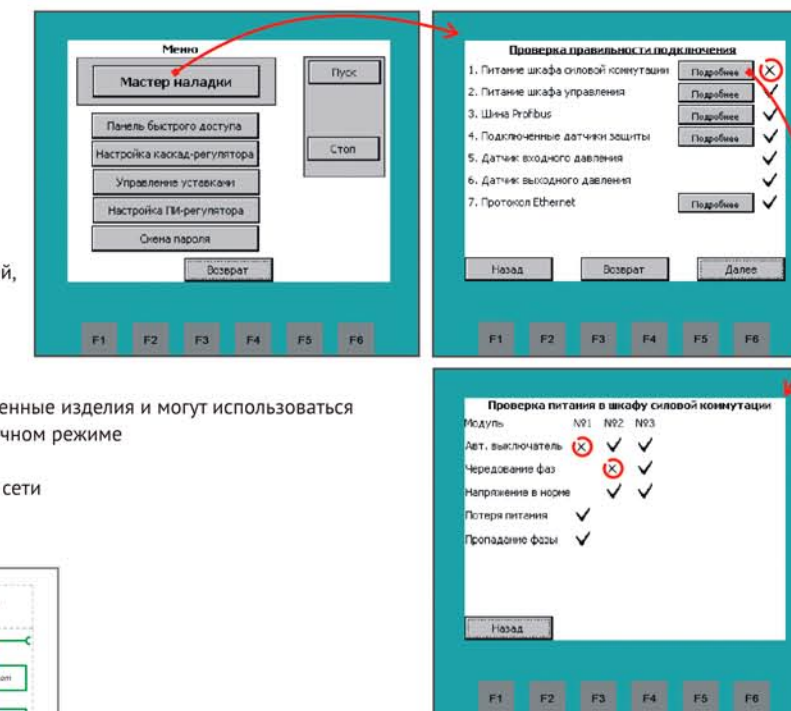 Меню
Мастер наладки
Пуск
Панель быстрого доступа
Настройка каскад-регулятора
Стоп
Управление уставками
Настройка ПИ-регулятора
Смена пароля
Возврат
F1 F2 F3 F4 F5 F6
Проверка правильности подключения
1. Питание шкафа силовой коммутации Подробнее
2. Питание шкафа управления Подробнее
3. Шина Profibus Подробнее
4. Подключенные датчики защиты Подробнее
5. Датчик входного давления
6. Датчик выходного давления
7. Протокол Ethernet Подробнее
Назад Возврат Далее
F1 F2 F3 F4 F5 F6
й,
енные изделия и могут использоваться
чном режиме
сети
Проверка питания в шкафу силовой коммутации
Модуль №1 №2 №3
Авт. выключатель
Чередование фаз
Напряжение в норме
Потеря питания
Пропадание фазы
Назад
F1 F2 F3 F4 F5 F6